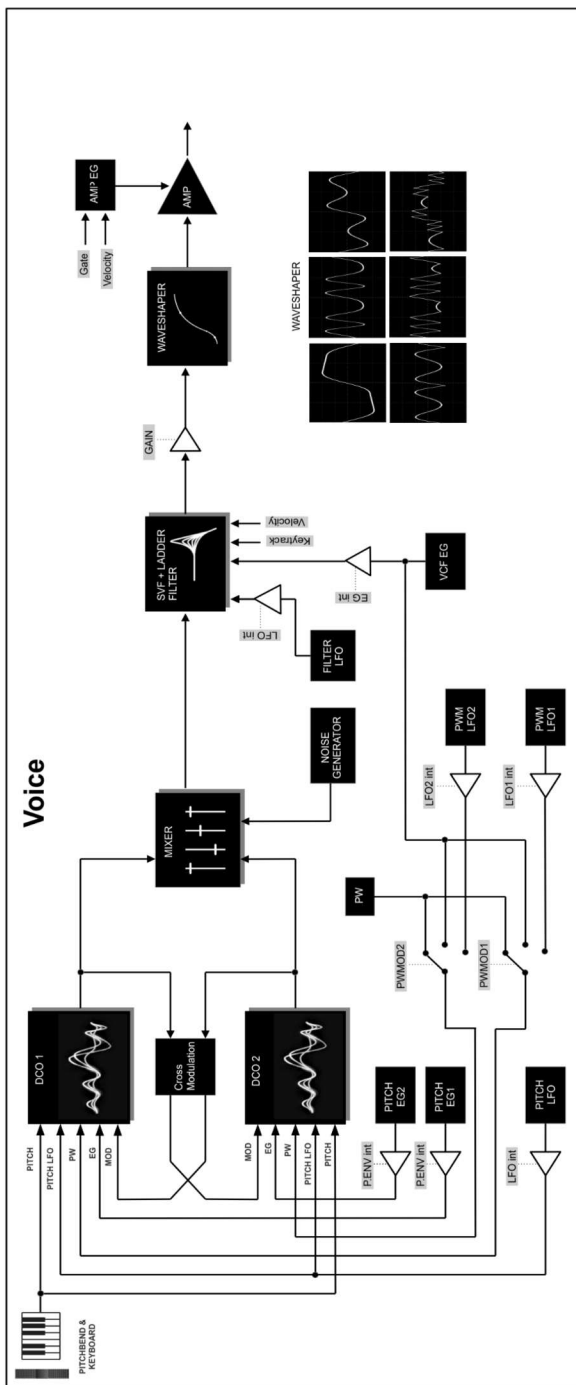 Voice
PITCHBEND &
KEYBOARD
PITCH
PITCH LFO
PW
EG
MOD
DCO 1
Cross
Modulation
MOD
EG
PW
PITCH LFO
PITCH
DCO 2
P.ENV int
PITCH
EG2
P.ENV int
PITCH
EG1
LFO int
PITCH
LFO
PW
PWMOD2
PWMOD1
LFO2 int
PWM
LFO2
LFO1 int
PWM
LFO1
MIXER
NOISE
GENERATOR
SVF + LADDER
FILTER
LFO int
FILTER
LFO
EG int
VCF EG
Keytrack
Velocity
GAIN
WAVESHAPER
Gate
Velocity
AMP EG
AMP
WAVESHAPER